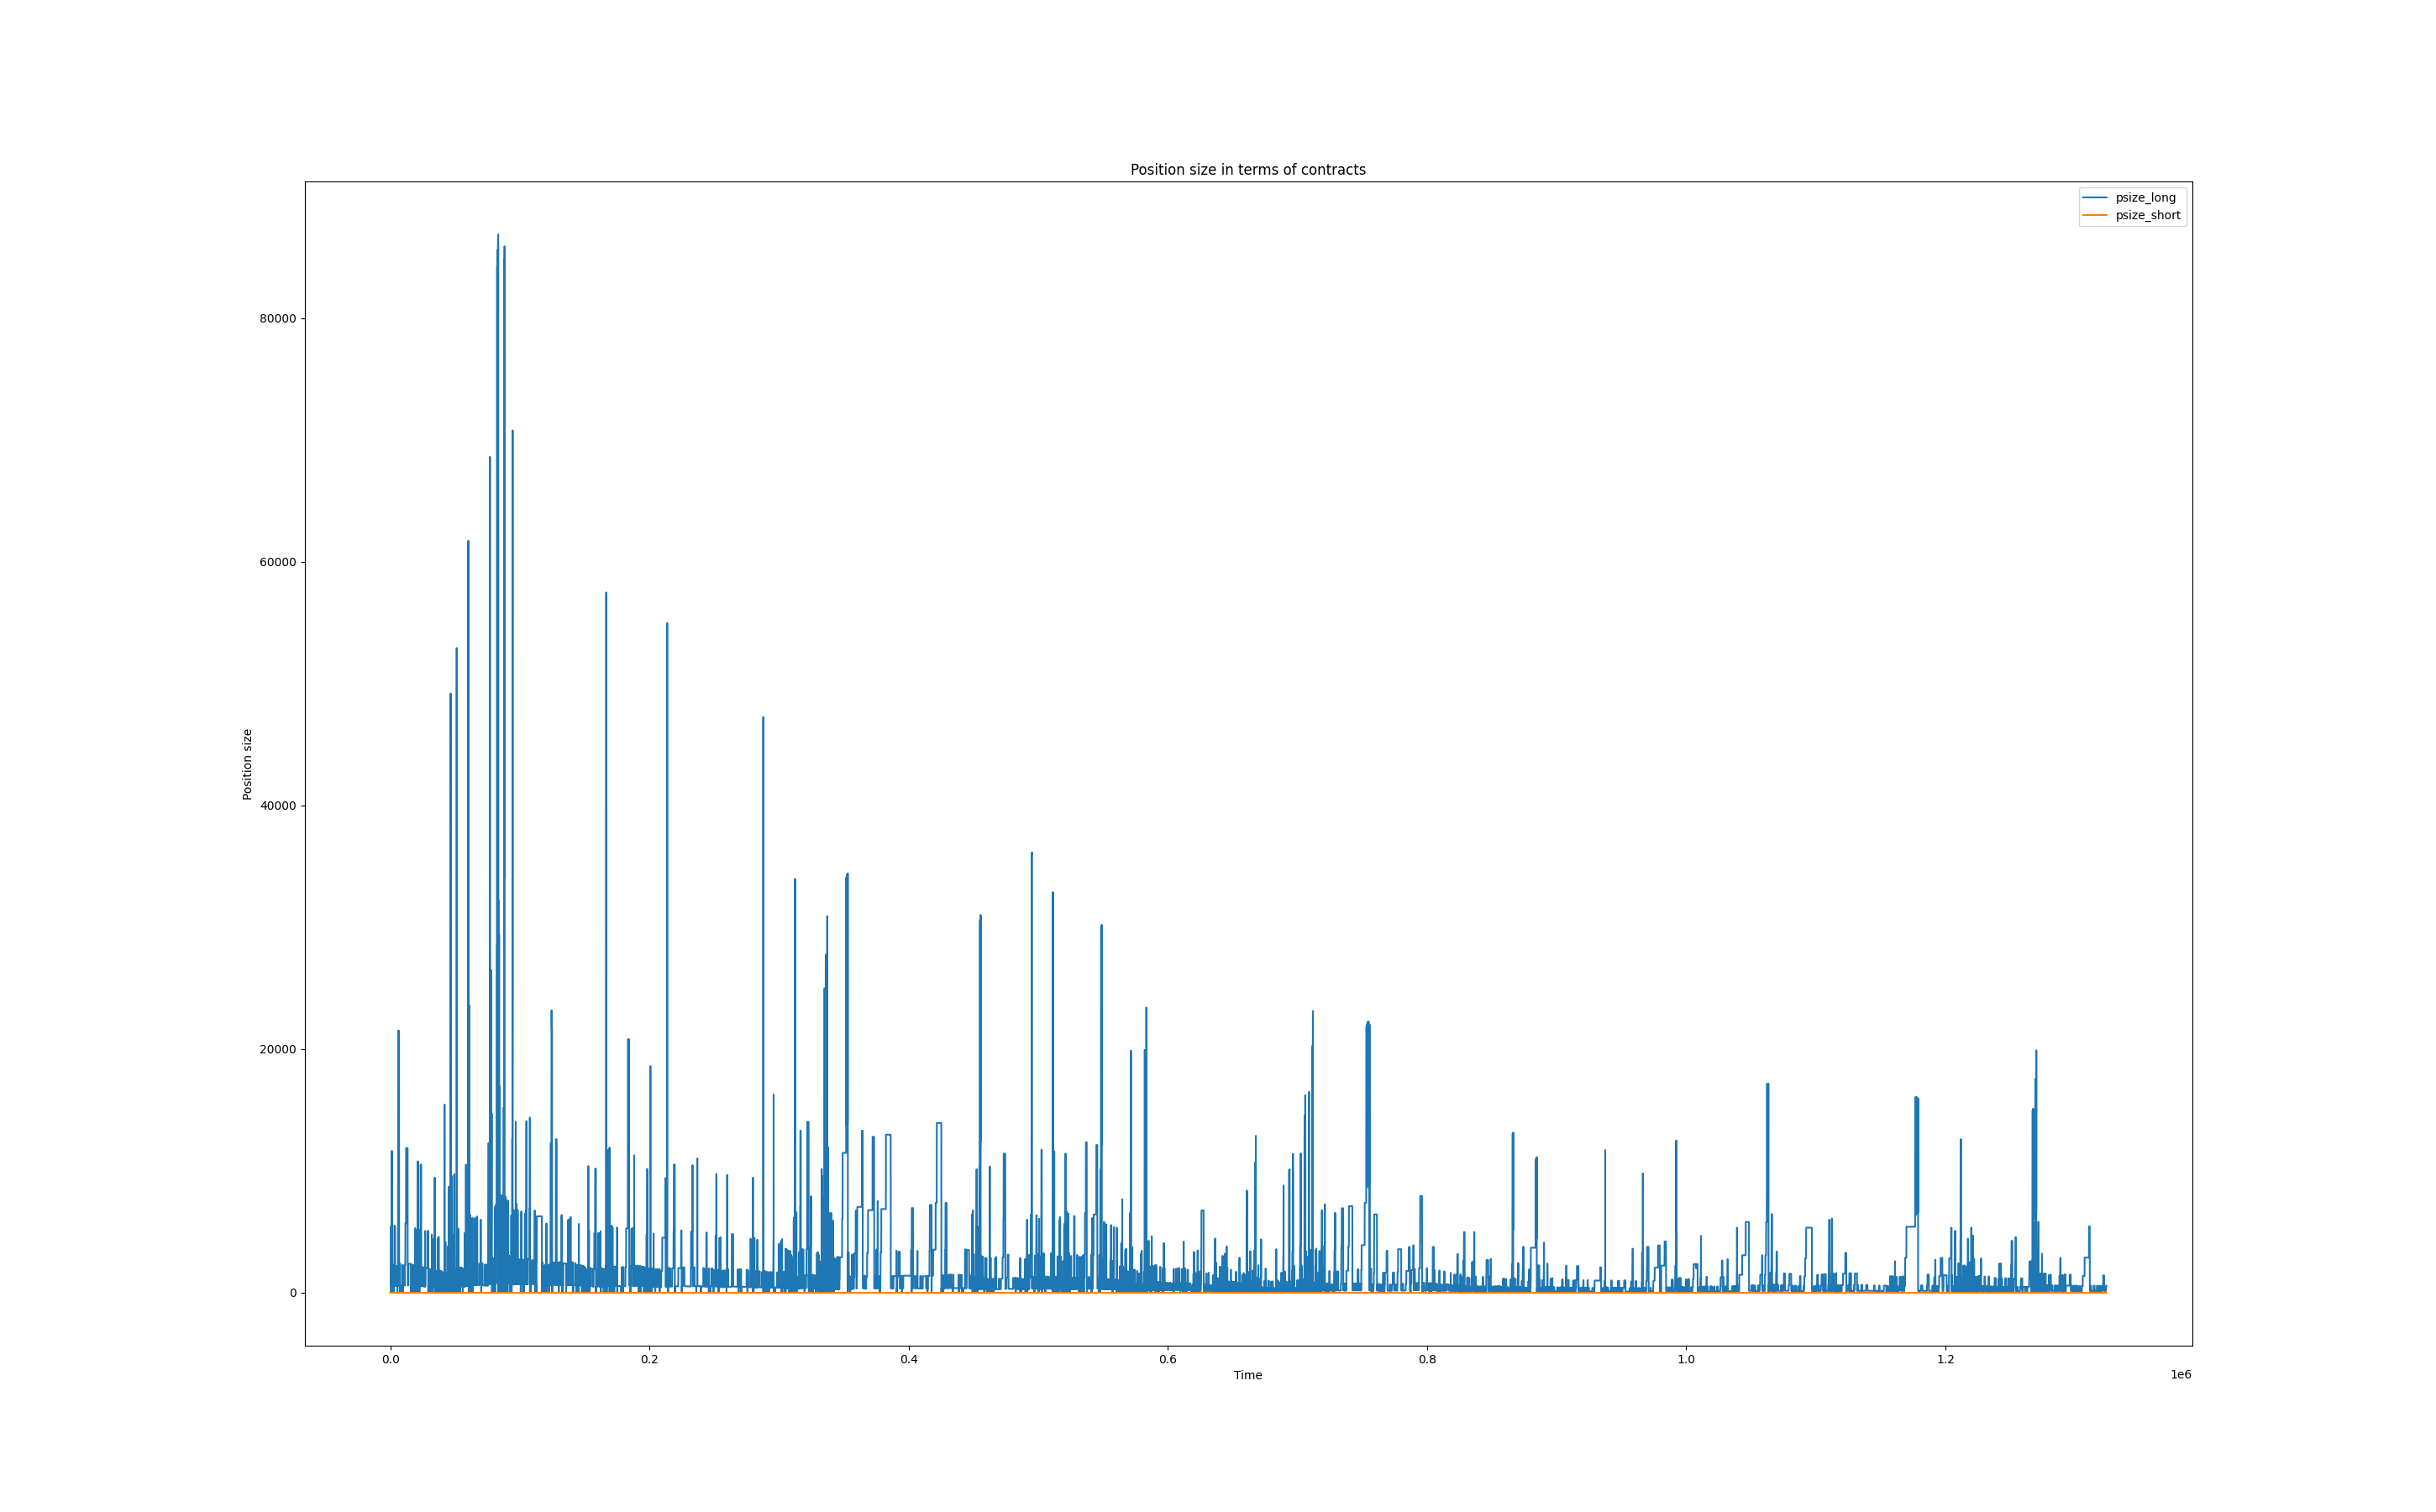 Position size in terms of contracts
psize_long
psize_short
Position size
80000
60000
40000
20000
0
0.0 0.2 0.4 0.6 0.8 1.0 1.2
Time
1e6